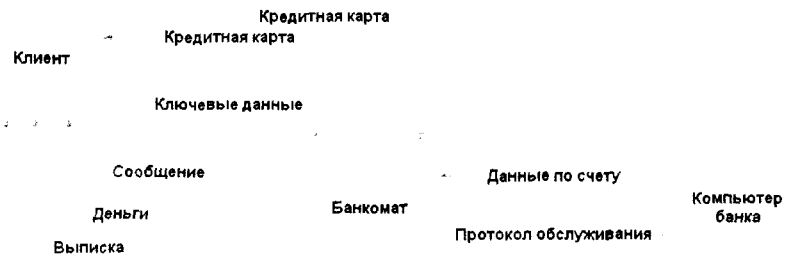 Кредитная карта
Кредитная карта
Клиент
Ключевые данные
Сообщение
Данные по счету
Компьютер
банка
Деньги
Банкомат
Протокол обслуживания
Выписка